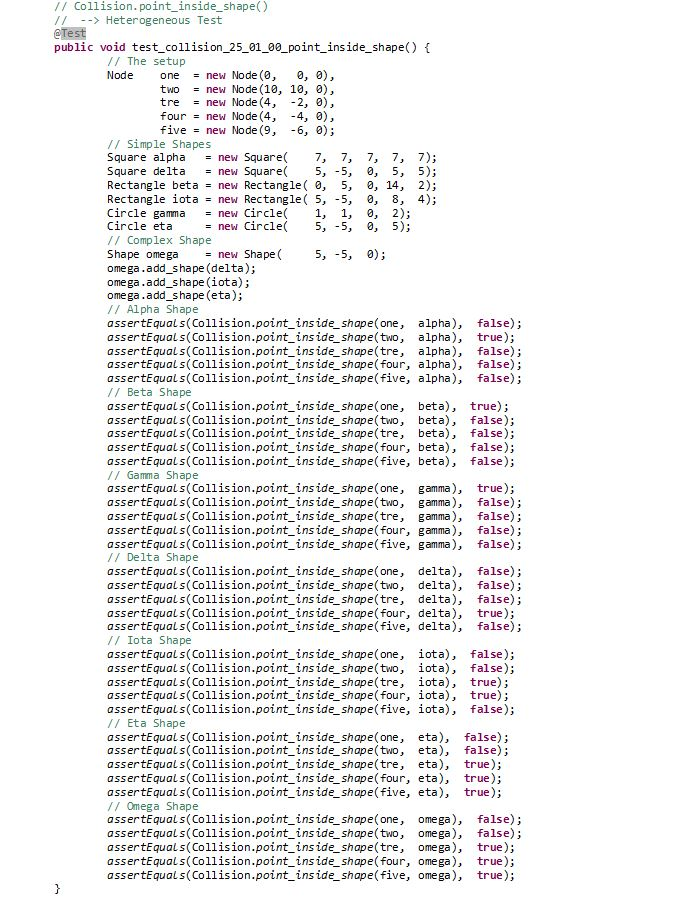 // Collision.point_inside_shape()
//  --> Heterogeneous Test
@Test
public void test_collision_25_01_00_point_inside_shape() {
// The setup
Node    one  = new Node(0,   0, 0),
two  = new Node(10, 10, 0),
tre  = new Node(4,  -2, 0),
four = new Node(4,  -4, 0),
five = new Node(9,  -6, 0);
// Simple Shapes
Square alpha   = new Square(    7,  7,  7,  7,  7);
Square delta   = new Square(    5, -5,  0,  5,  5);
Rectangle beta = new Rectangle( 0,  5,  0, 14,  2);
Rectangle iota = new Rectangle( 5, -5,  0,  8,  4);
Circle gamma   = new Circle(    1,  1,  0,  2);
Circle eta     = new Circle(    5, -5,  0,  5);
// Complex Shape
Shape omega    = new Shape(     5, -5,  0);
omega.add_shape(delta);
omega.add_shape(iota);
omega.add_shape(eta);
// Alpha Shape
assertEquals(Collision.point_inside_shape(one,  alpha),  false);
assertEquals(Collision.point_inside_shape(two,  alpha),  true);
assertEquals(Collision.point_inside_shape(tre,  alpha),  false);
assertEquals(Collision.point_inside_shape(four, alpha),  false);
assertEquals(Collision.point_inside_shape(five, alpha),  false);
// Beta Shape
assertEquals(Collision.point_inside_shape(one,  beta),  true);
assertEquals(Collision.point_inside_shape(two,  beta),  false);
assertEquals(Collision.point_inside_shape(tre,  beta),  false);
assertEquals(Collision.point_inside_shape(four, beta),  false);
assertEquals(Collision.point_inside_shape(five, beta),  false);
// Gamma Shape
assertEquals(Collision.point_inside_shape(one,  gamma),  true);
assertEquals(Collision.point_inside_shape(two,  gamma),  false);
assertEquals(Collision.point_inside_shape(tre,  gamma),  false);
assertEquals(Collision.point_inside_shape(four, gamma),  false);
assertEquals(Collision.point_inside_shape(five, gamma),  false);
// Delta Shape
assertEquals(Collision.point_inside_shape(one,  delta),  false);
assertEquals(Collision.point_inside_shape(two,  delta),  false);
assertEquals(Collision.point_inside_shape(tre,  delta),  false);
assertEquals(Collision.point_inside_shape(four, delta),  true);
assertEquals(Collision.point_inside_shape(five, delta),  false);
// Iota Shape
assertEquals(Collision.point_inside_shape(one,  iota),  false);
assertEquals(Collision.point_inside_shape(two,  iota),  false);
assertEquals(Collision.point_inside_shape(tre,  iota),  true);
assertEquals(Collision.point_inside_shape(four, iota),  true);
assertEquals(Collision.point_inside_shape(five, iota),  false);
// Eta Shape
assertEquals(Collision.point_inside_shape(one,  eta),  false);
assertEquals(Collision.point_inside_shape(two,  eta),  false);
assertEquals(Collision.point_inside_shape(tre,  eta),  true);
assertEquals(Collision.point_inside_shape(four, eta),  true);
assertEquals(Collision.point_inside_shape(five, eta),  true);
// Omega Shape
assertEquals(Collision.point_inside_shape(one,  omega),  false);
assertEquals(Collision.point_inside_shape(two,  omega),  false);
assertEquals(Collision.point_inside_shape(tre,  omega),  true);
assertEquals(Collision.point_inside_shape(four, omega),  true);
assertEquals(Collision.point_inside_shape(five, omega),  true);
}